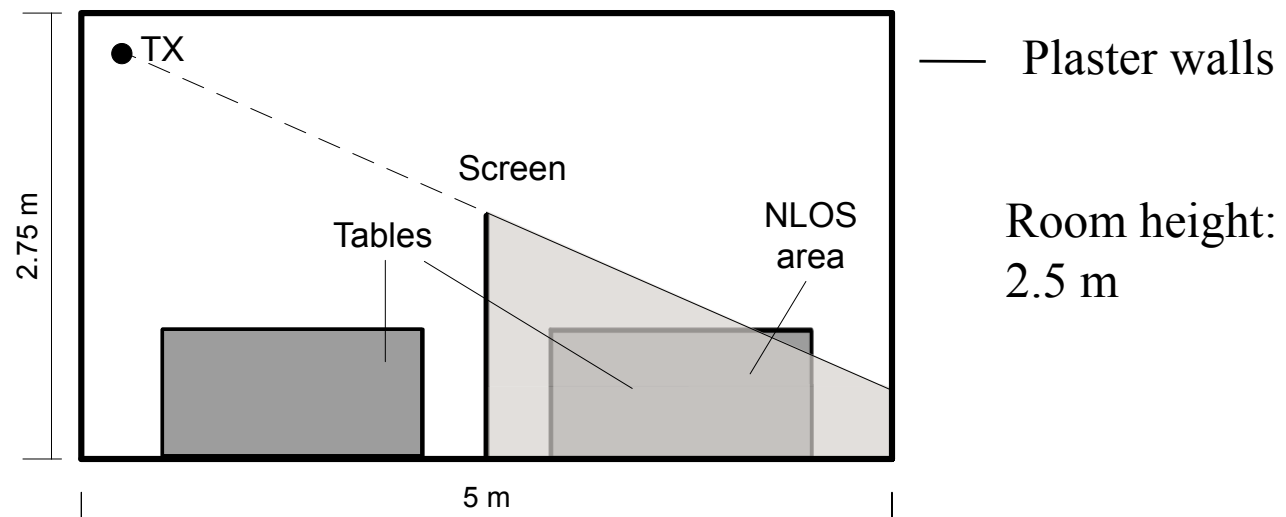 TX
Plaster walls
Screen
NLOS
area
Tables
Room height:
2.5 m
2.75 m
5 m